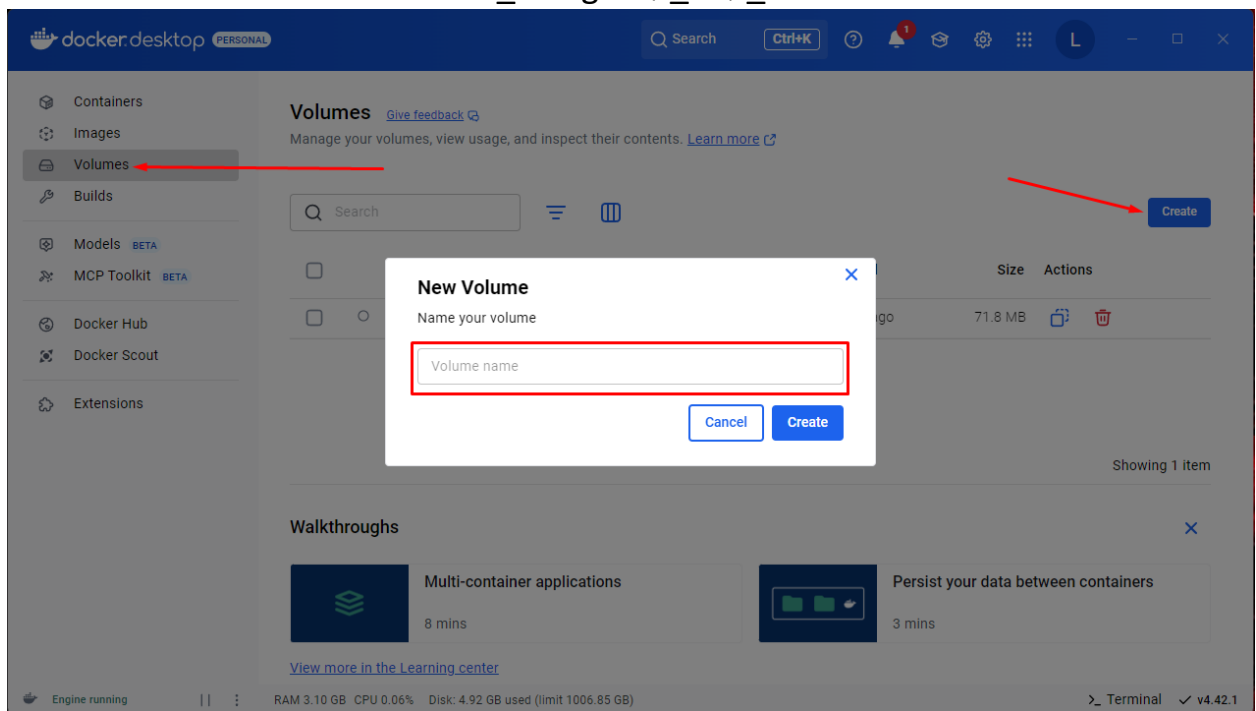 docker.desktop PERSONAL
Search Ctrl+K
1
L
Containers
Images
Volumes
Builds
Models BETA
MCP Toolkit BETA
Docker Hub
Docker Scout
Extensions
Volumes Give feedback
Manage your volumes, view usage, and inspect their contents. Learn more
Search
Create
Size Actions
ago 71.8 MB
New Volume
Name your volume
Volume name
Cancel Create
Showing 1 item
Walkthroughs
Multi-container applications
8 mins
Persist your data between containers
3 mins
View more in the Learning center
Engine running RAM 3.10 GB CPU 0.06% Disk: 4.92 GB used (limit 1006.85 GB) Terminal v4.42.1